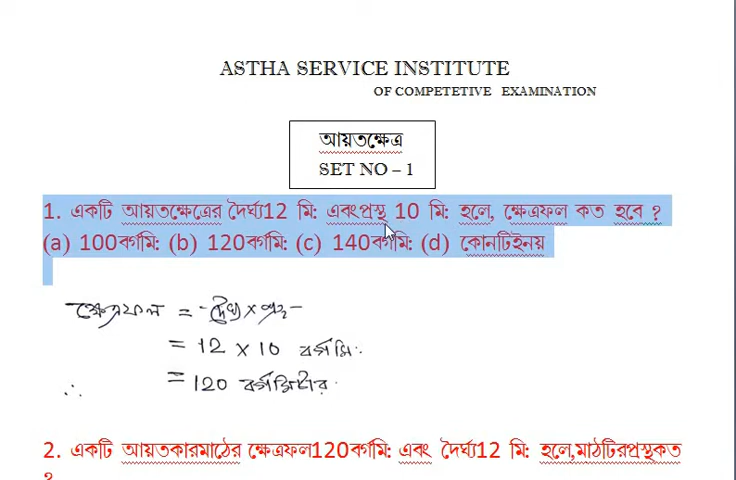 ASTHA SERVICE INSTITUTE
OF COMPETETIVE EXAMINATION
আয়তক্ষেত্র
SET NO – 1
1. একটি আয়তক্ষেত্রের দৈর্ঘ্য12 মি: এবংপ্রস্থ 10 মি: হলে, ক্ষেত্রফল কত হবে ?
(a) 100বর্গমি: (b) 120বর্গমি: (c) 140বর্গমি: (d) কোনটিইনয়
ক্ষেত্রফল = দৈর্ঘ্য × প্রস্থ
= 12 × 10 বর্গমি:
∴ = 120 বর্গমিটার
2. একটি আয়তকারমাঠের ক্ষেত্রফল120বর্গমি: এবং দৈর্ঘ্য12 মি: হলে,মাঠটিরপ্রস্থকত
?